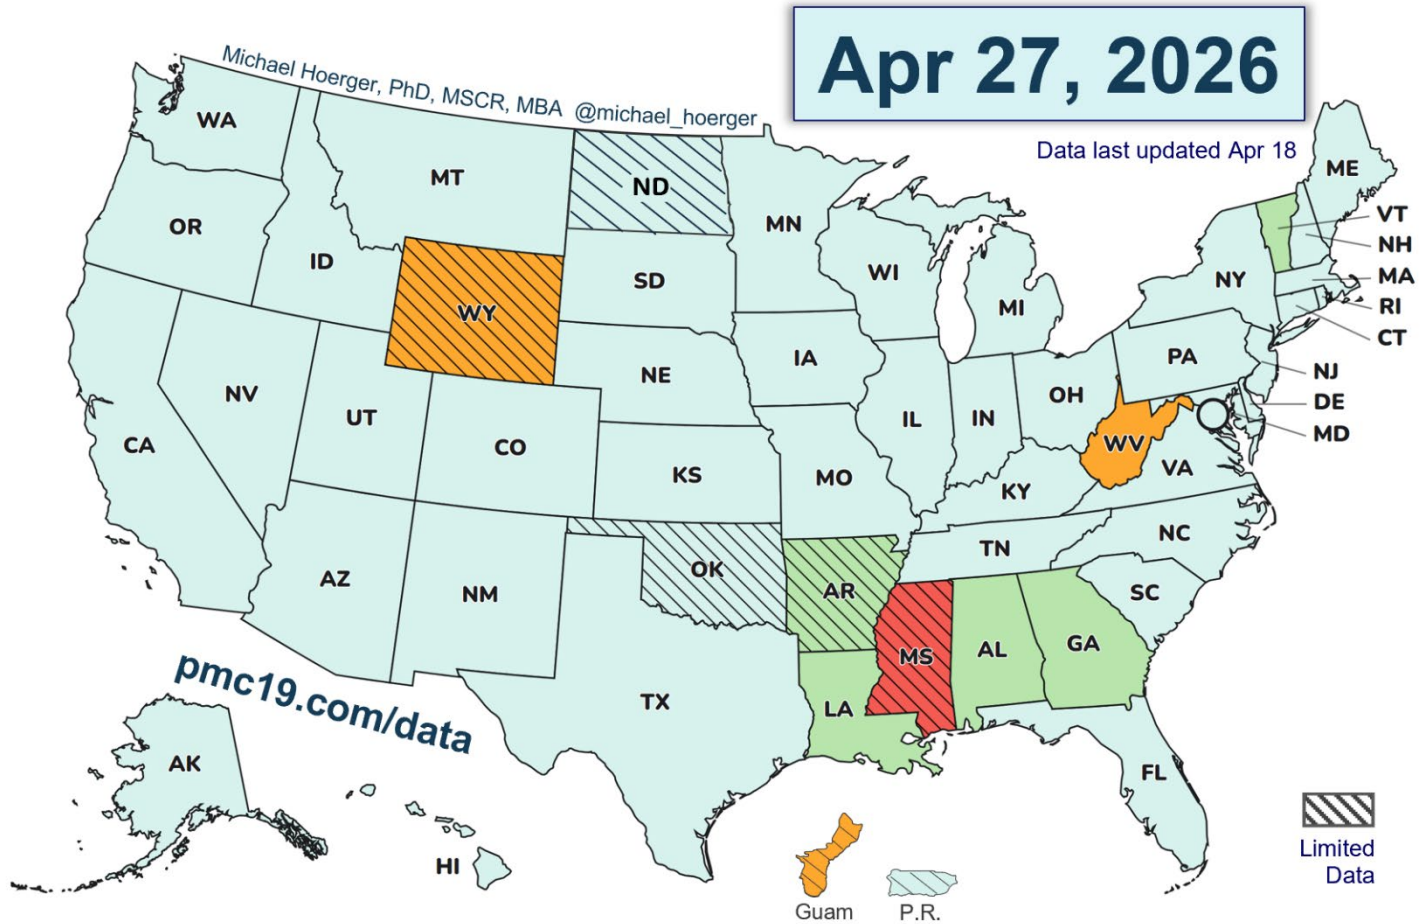 Apr 27, 2026
Michael Hoerger, PhD, MSCR, MBA @michael_hoerger
Data last updated Apr 18
WA
MT
ND
MN
ME
VT
NH
OR
ID
WY
SD
WI
MI
NY
MA
RI
CT
NV
UT
NE
IA
PA
NJ
CA
CO
KS
MO
IL
IN
OH
WV
DE
MD
VA
KY
AZ
NM
OK
AR
TN
NC
SC
MS
AL
GA
TX
LA
FL
pmc19.com/data
AK
HI
Guam
P.R.
Limited
Data